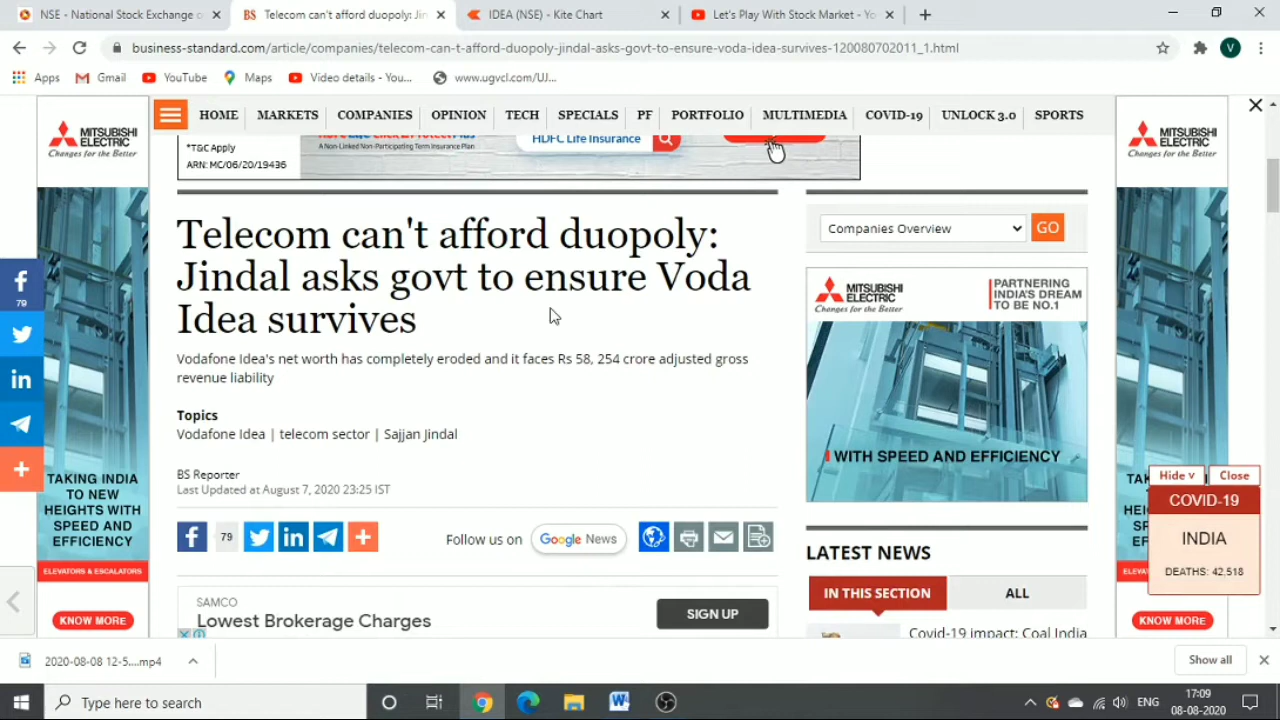 NSE - National Stock Exchange o
BS Telecom can't afford duopoly: Jin
IDEA (NSE) - Kite Chart
Let's Play With Stock Market - Yo
business-standard.com/article/companies/telecom-can-t-afford-duopoly-jindal-asks-govt-to-ensure-voda-idea-survives-120080702011_1.html
V
Apps
Gmail
YouTube
Maps
Video details - You...
www.ugvcl.com/UJ...
HOME
MARKETS
COMPANIES
OPINION
TECH
SPECIALS
PF
PORTFOLIO
MULTIMEDIA
COVID-19
UNLOCK 3.0
SPORTS
MITSUBISHI
ELECTRIC
Changes for the Better
TAKING INDIA
TO NEW
HEIGHTS WITH
SPEED AND
EFFICIENCY
ELEVATORS & ESCALATORS
KNOW MORE
*T&C Apply
ARN: MC/06/20/19436
A Non-Linked Non-Participating Term Insurance Plan
HDFC Life Insurance
Telecom can't afford duopoly:
Jindal asks govt to ensure Voda
Idea survives
Vodafone Idea's net worth has completely eroded and it faces Rs 58, 254 crore adjusted gross
revenue liability
Topics
Vodafone Idea | telecom sector | Sajjan Jindal
BS Reporter
Last Updated at August 7, 2020 23:25 IST
79
79
Follow us on
Google News
SAMCO
Lowest Brokerage Charges
SIGN UP
Companies Overview
GO
MITSUBISHI
ELECTRIC
Changes for the Better
PARTNERING
INDIA'S DREAM
TO BE NO.1
WITH SPEED AND EFFICIENCY
LATEST NEWS
IN THIS SECTION
ALL
Covid-19 impact: Coal India
MITSUBISHI
ELECTRIC
Changes for the Better
Hide v
Close
COVID-19
INDIA
DEATHS: 42,518
KNOW MORE
2020-08-08 12-5....mp4
Show all
Type here to search
ENG
17:09
08-08-2020